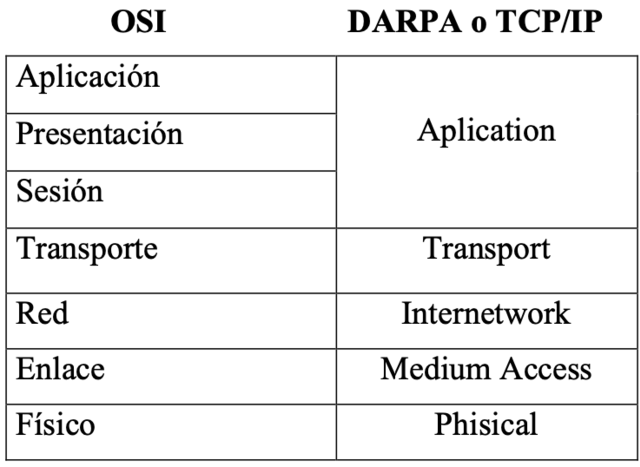 OSI DARPA o TCP/IP
Aplicación
Aplication
Presentación
Sesión
Transporte Transport
Red Internetwork
Enlace Medium Access
Físico Phisical